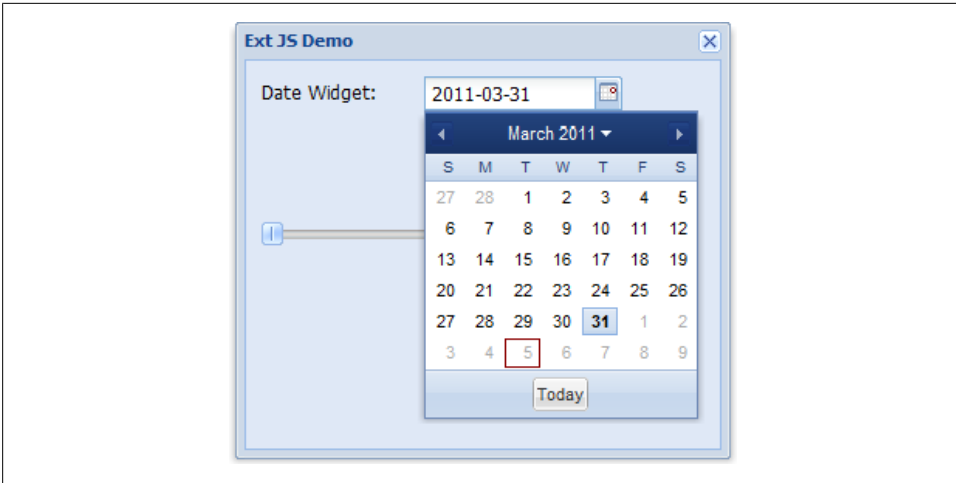 Ext JS Demo
Date Widget: 2011-03-31
March 2011
S M T W T F S
27 28 1 2 3 4 5
6 7 8 9 10 11 12
13 14 15 16 17 18 19
20 21 22 23 24 25 26
27 28 29 30 31 1 2
3 4 5 6 7 8 9
Today